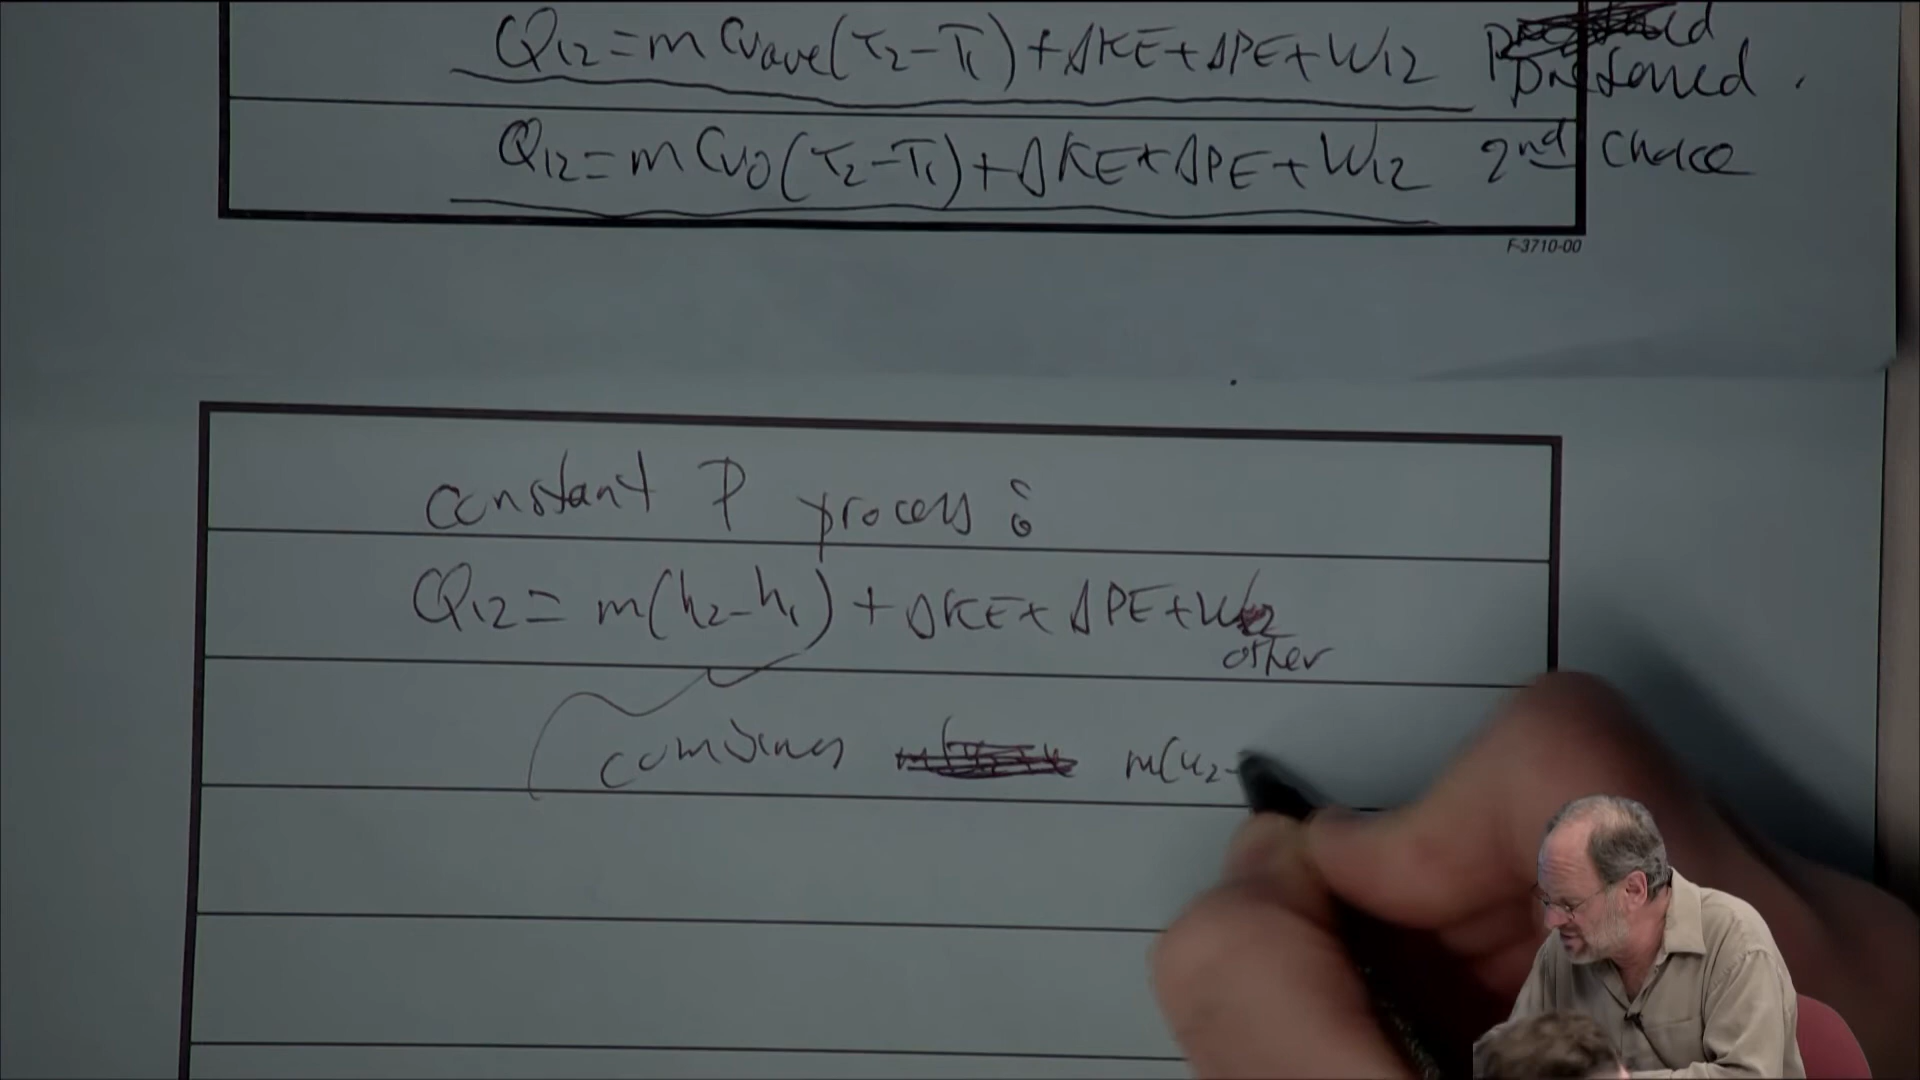 Q12 = m Cvave(T2-T1) + ΔKE + ΔPE + W12 Preferred.
Q12 = m Cvo(T2-T1) + ΔKE + ΔPE + W12 2nd Choice
F-3710-00
constant P process:
Q12 = m(h2-h1) + ΔKE + ΔPE + W
other
combines m(u2-